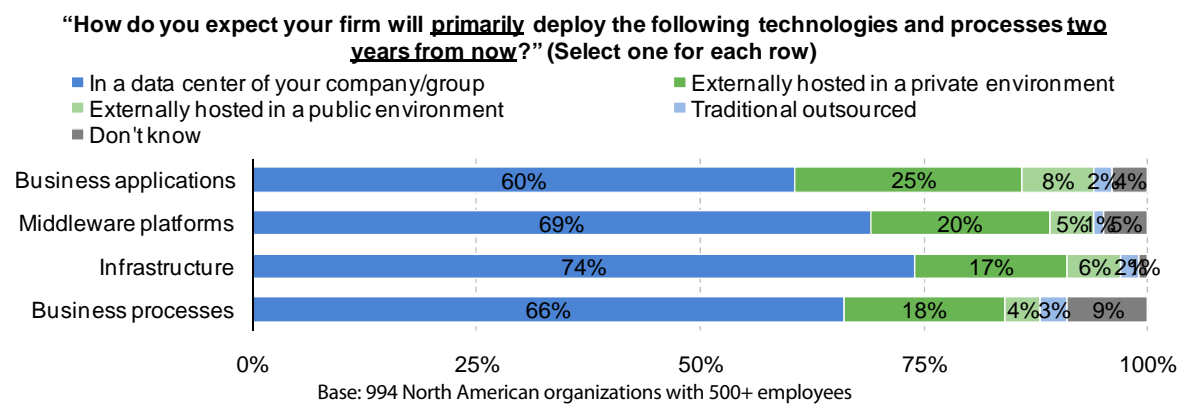 “How do you expect your firm will primarily deploy the following technologies and processes two
years from now?” (Select one for each row)
In a data center of your company/group
Externally hosted in a private environment
Externally hosted in a public environment
Traditional outsourced
Don't know
Business applications 60% 25% 8% 2% 4%
Middleware platforms 69% 20% 5% 1% 5%
Infrastructure 74% 17% 6% 2% 1%
Business processes 66% 18% 4% 3% 9%
0% 25% 50% 75% 100%
Base: 994 North American organizations with 500+ employees